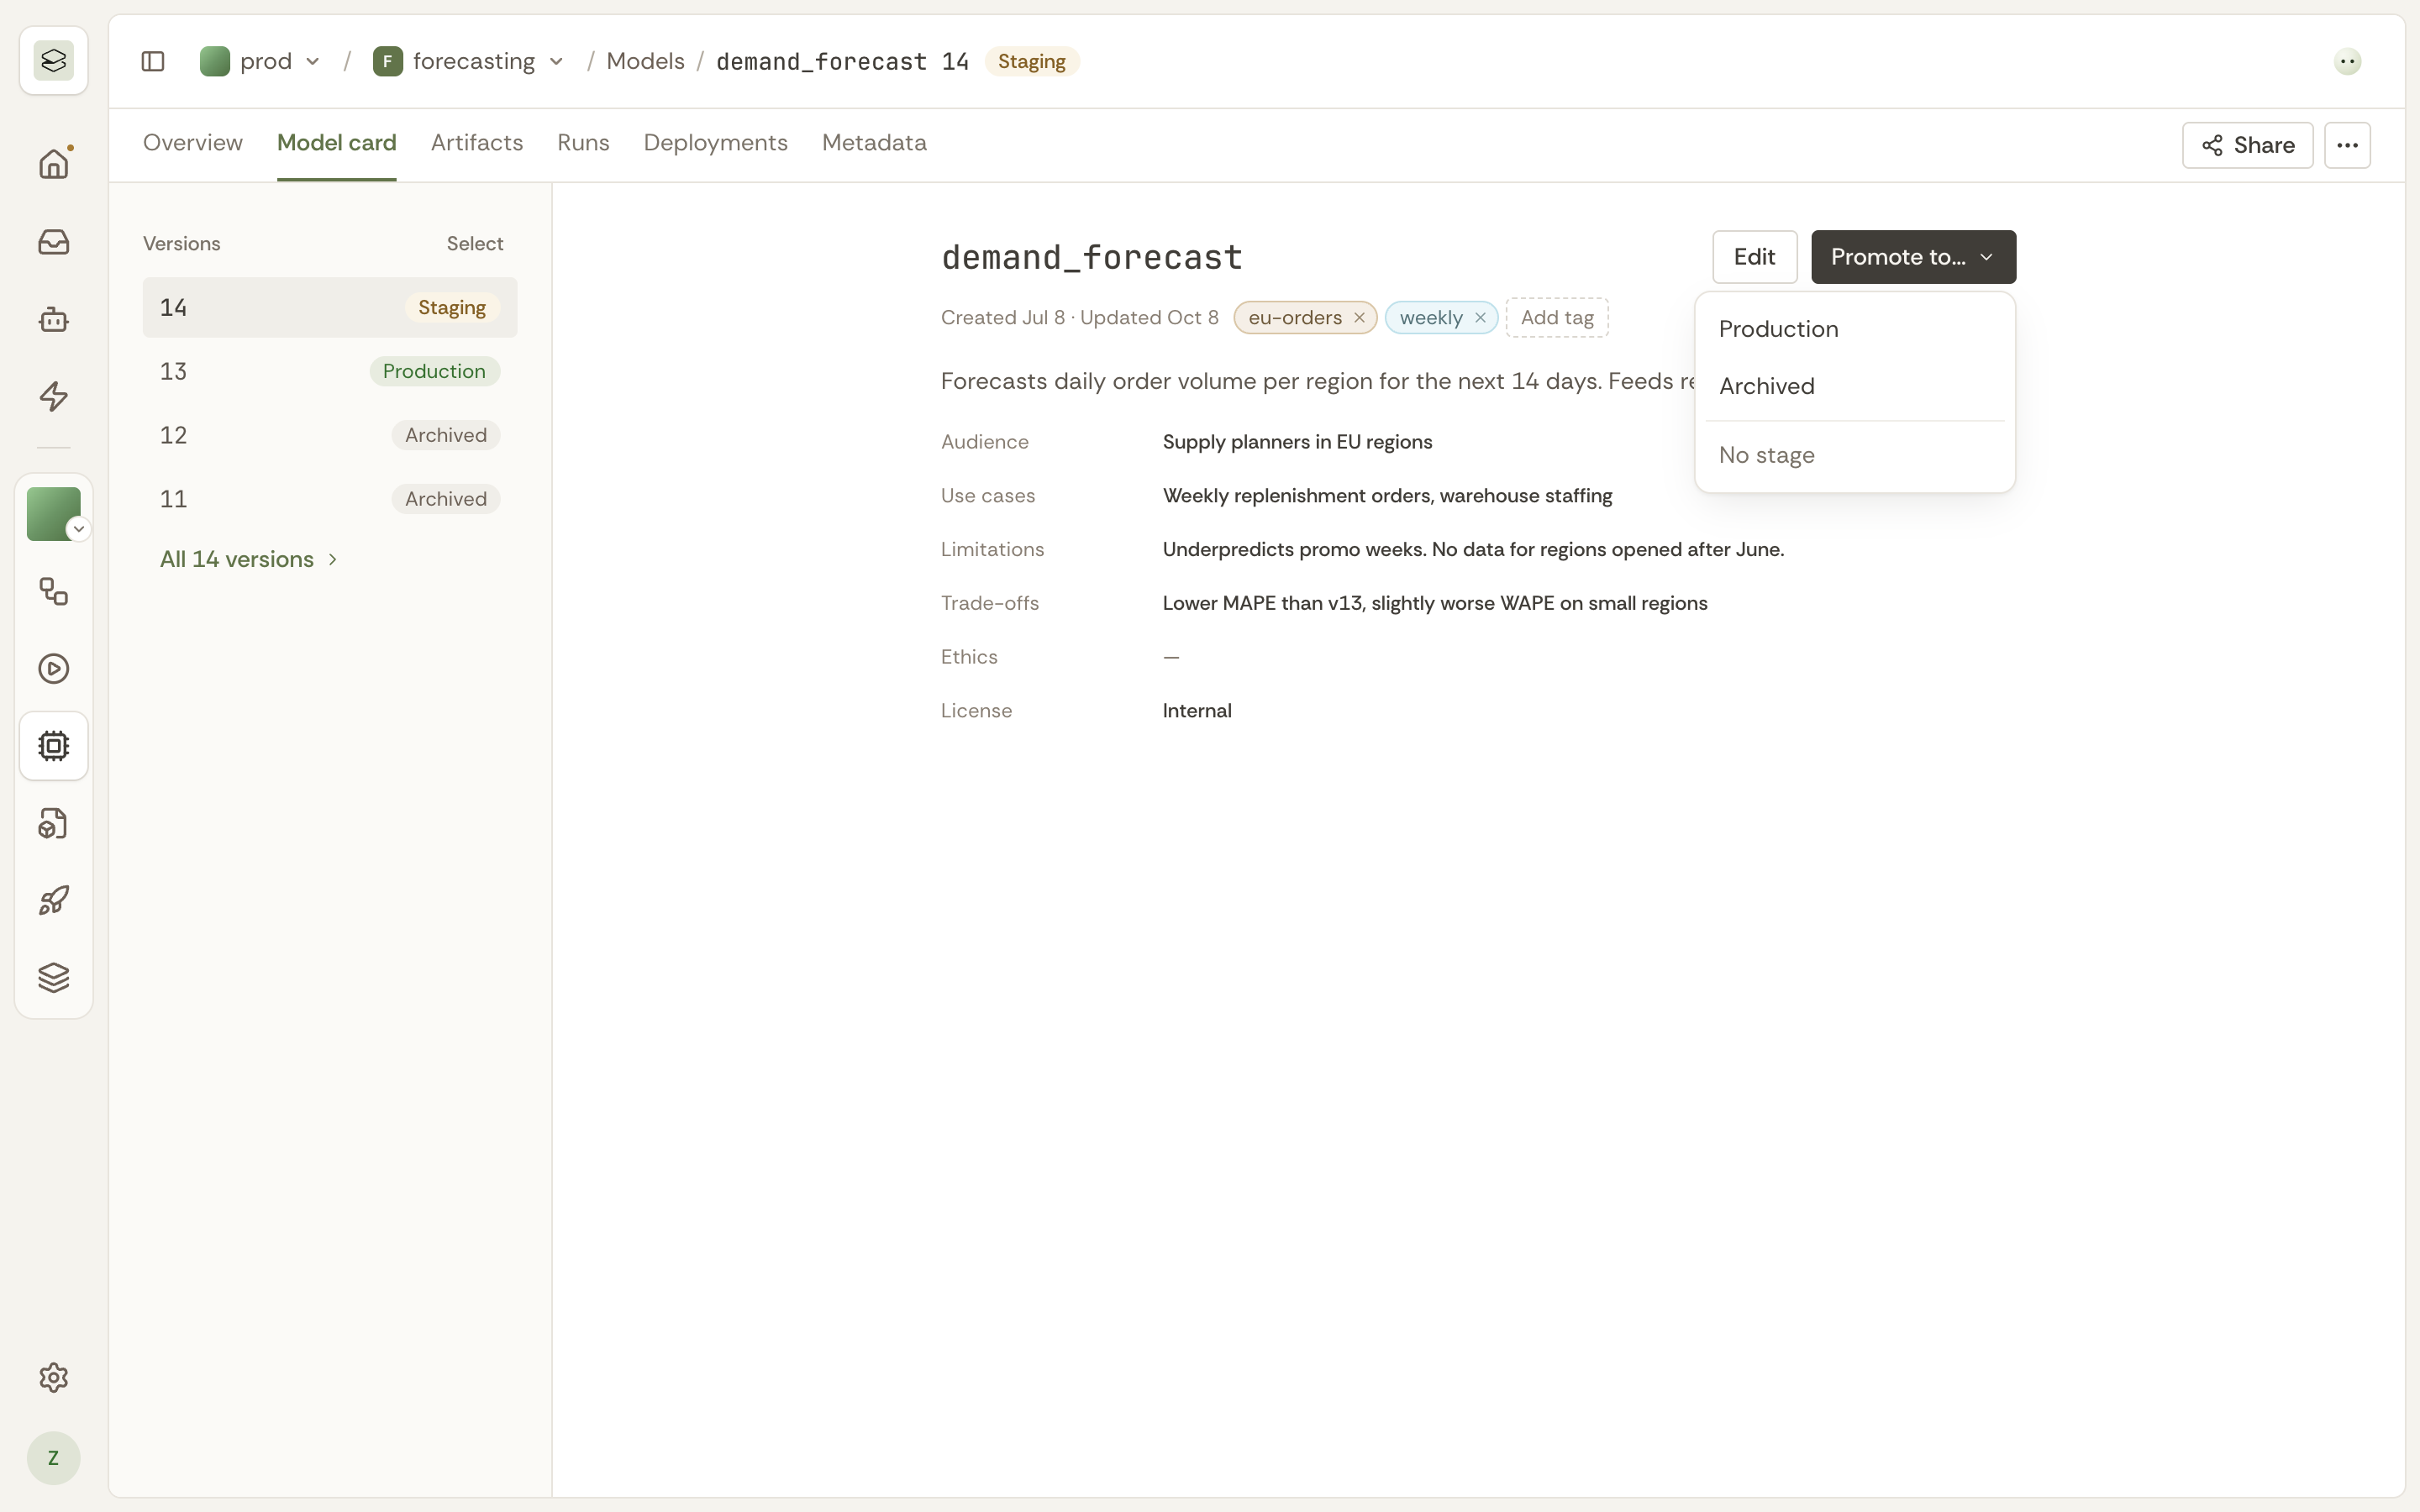 prod / F forecasting / Models / demand_forecast 14 Staging
Overview Model card Artifacts Runs Deployments Metadata Share
Versions Select
14 Staging
13 Production
12 Archived
11 Archived
All 14 versions
demand_forecast Edit Promote to...
Created Jul 8 · Updated Oct 8 eu-orders weekly Add tag
Forecasts daily order volume per region for the next 14 days. Feeds
Production
Archived
No stage
Audience Supply planners in EU regions
Use cases Weekly replenishment orders, warehouse staffing
Limitations Underpredicts promo weeks. No data for regions opened after June.
Trade-offs Lower MAPE than v13, slightly worse WAPE on small regions
Ethics —
License Internal
Z